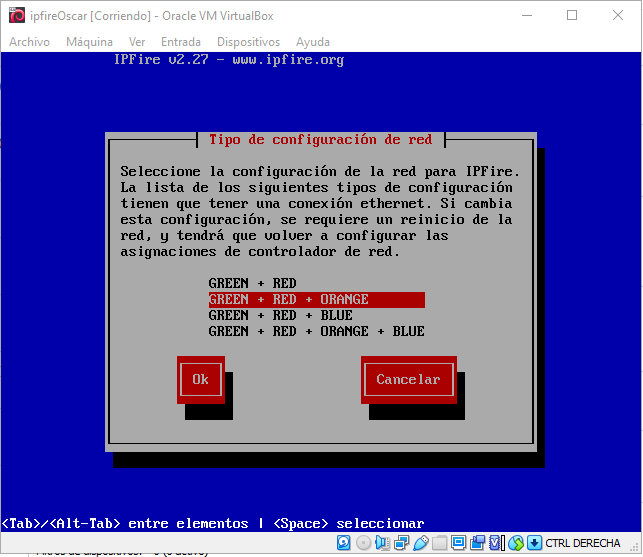 ipfireOscar [Corriendo] - Oracle VM VirtualBox
Archivo Máquina Ver Entrada Dispositivos Ayuda
IPFire v2.27 - www.ipfire.org
Tipo de configuración de red
Seleccione la configuración de la red para IPFire.
La lista de los siguientes tipos de configuración
tienen que tener una conexión ethernet. Si cambia
esta configuración, se requiere un reinicio de la
red, y tendrá que volver a configurar las
asignaciones de controlador de red.
GREEN + RED
GREEN + RED + ORANGE
GREEN + RED + BLUE
GREEN + RED + ORANGE + BLUE
Ok Cancelar
<Tab>/<Alt-Tab> entre elementos | <Space> seleccionar
CTRL DERECHA